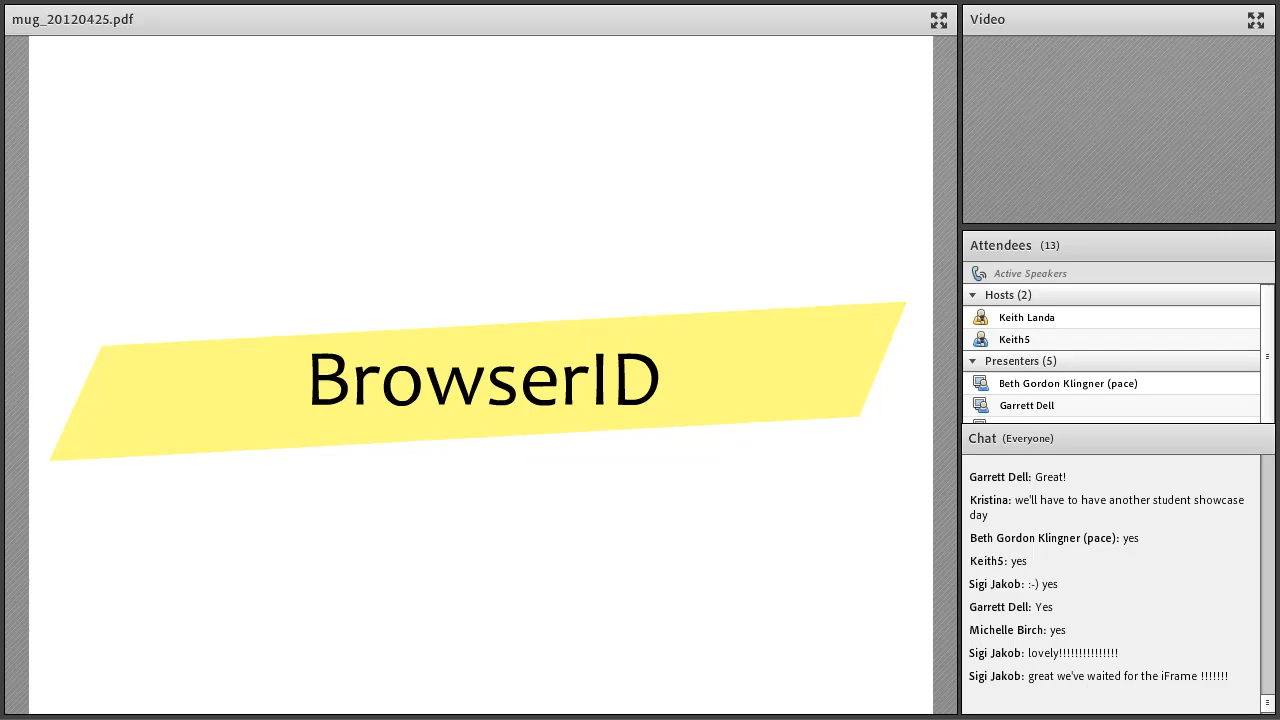 mug_20120425.pdf
BrowserID
Video
Attendees (13)
Active Speakers
Hosts (2)
Keith Landa
Keith5
Presenters (5)
Beth Gordon Klingner (pace)
Garrett Dell
Chat (Everyone)
Garrett Dell: Great!
Kristina: we'll have to have another student showcase
day
Beth Gordon Klingner (pace): yes
Keith5: yes
Sigi Jakob: :-) yes
Garrett Dell: Yes
Michelle Birch: yes
Sigi Jakob: lovely!!!!!!!!!!!!!!!
Sigi Jakob: great we've waited for the iFrame !!!!!!!